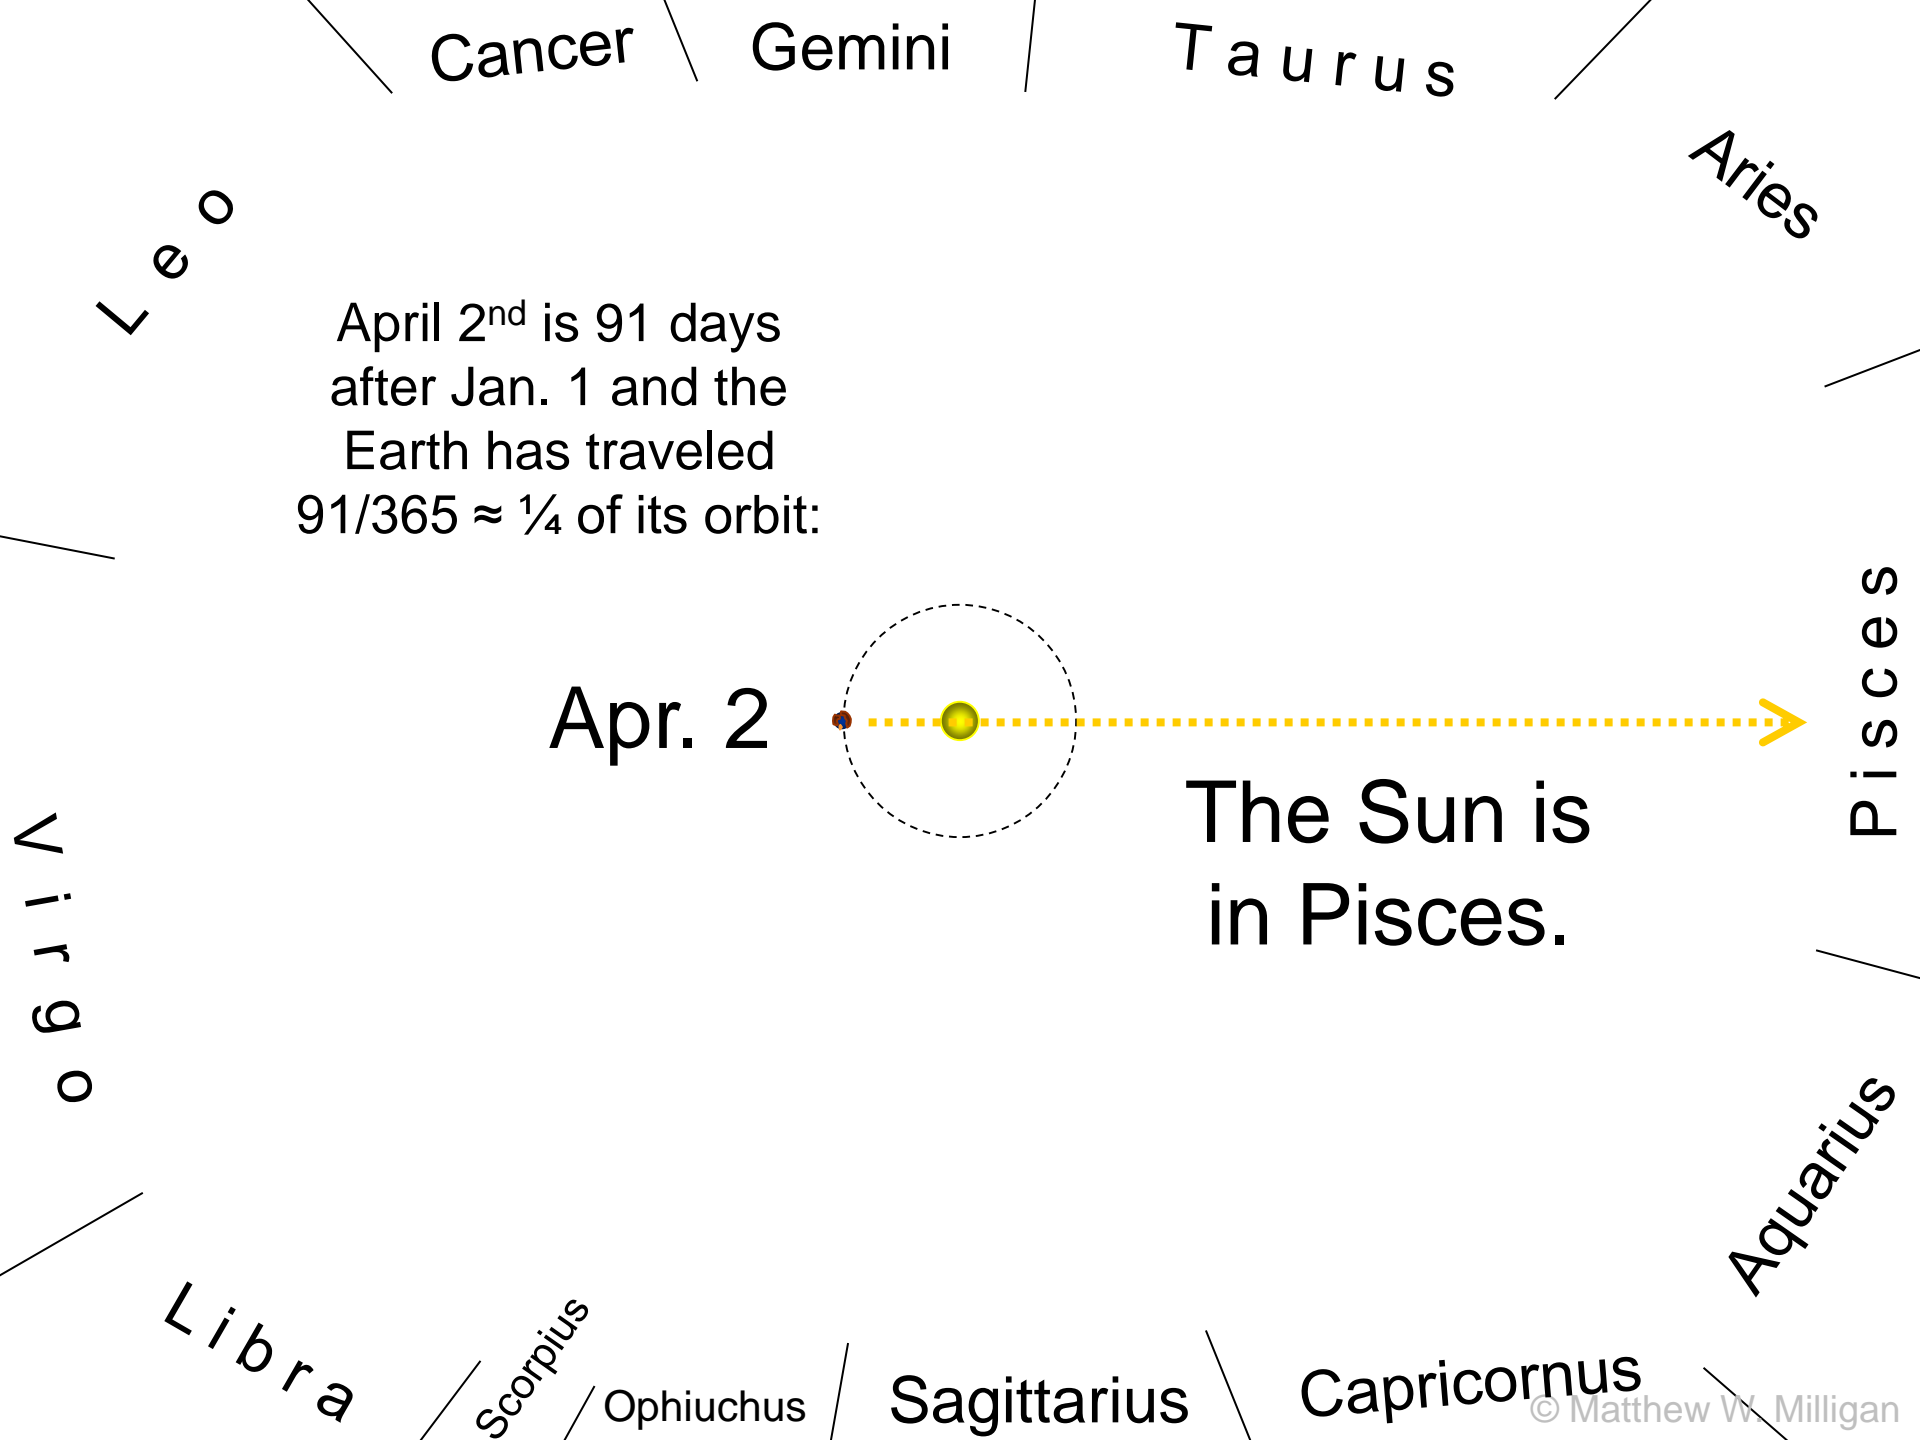 Cancer
Gemini
Taurus
Aries
Leo
April 2nd is 91 days
after Jan. 1 and the
Earth has traveled
91/365 ≈ ¼ of its orbit:
Pisces
Apr. 2
The Sun is
in Pisces.
Virgo
Aquarius
Libra
Scorpius
Ophiuchus
Sagittarius
Capricornus
© Matthew W. Milligan